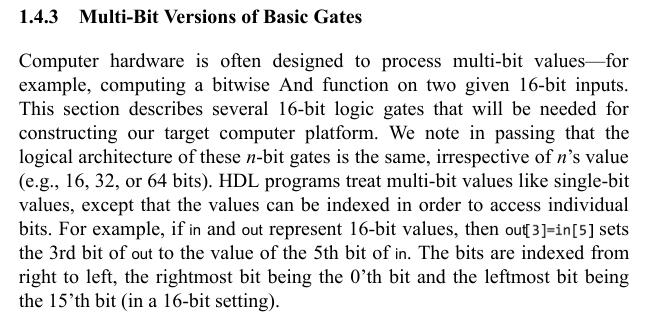 1.4.3 Multi-Bit Versions of Basic Gates
Computer hardware is often designed to process multi-bit values—for
example, computing a bitwise And function on two given 16-bit inputs.
This section describes several 16-bit logic gates that will be needed for
constructing our target computer platform. We note in passing that the
logical architecture of these n-bit gates is the same, irrespective of n’s value
(e.g., 16, 32, or 64 bits). HDL programs treat multi-bit values like single-bit
values, except that the values can be indexed in order to access individual
bits. For example, if in and out represent 16-bit values, then out[3]=in[5] sets
the 3rd bit of out to the value of the 5th bit of in. The bits are indexed from
right to left, the rightmost bit being the 0’th bit and the leftmost bit being
the 15’th bit (in a 16-bit setting).